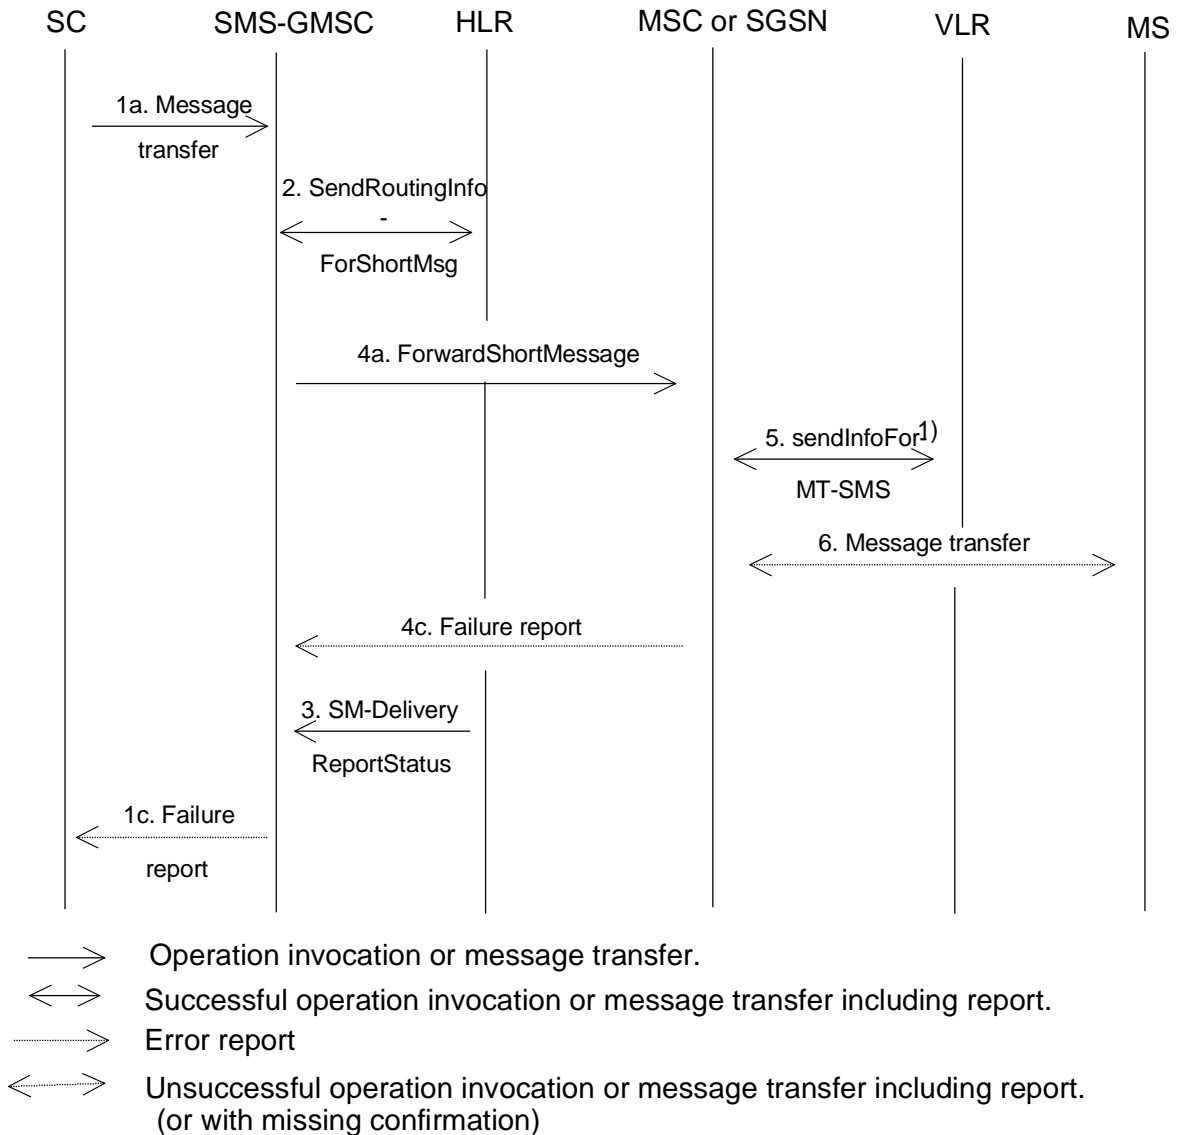 SC SMS-GMSC HLR MSC or SGSN VLR MS
1a. Message
transfer
2. SendRoutingInfo
-
ForShortMsg
4a. ForwardShortMessage
5. sendInfoFor- 1)
MT-SMS
6. Message transfer
4c. Failure report
3. SM-Delivery
ReportStatus
1c. Failure
report
Operation invocation or message transfer.
Successful operation invocation or message transfer including report.
Error report
Unsuccessful operation invocation or message transfer including report.
(or with missing confirmation)